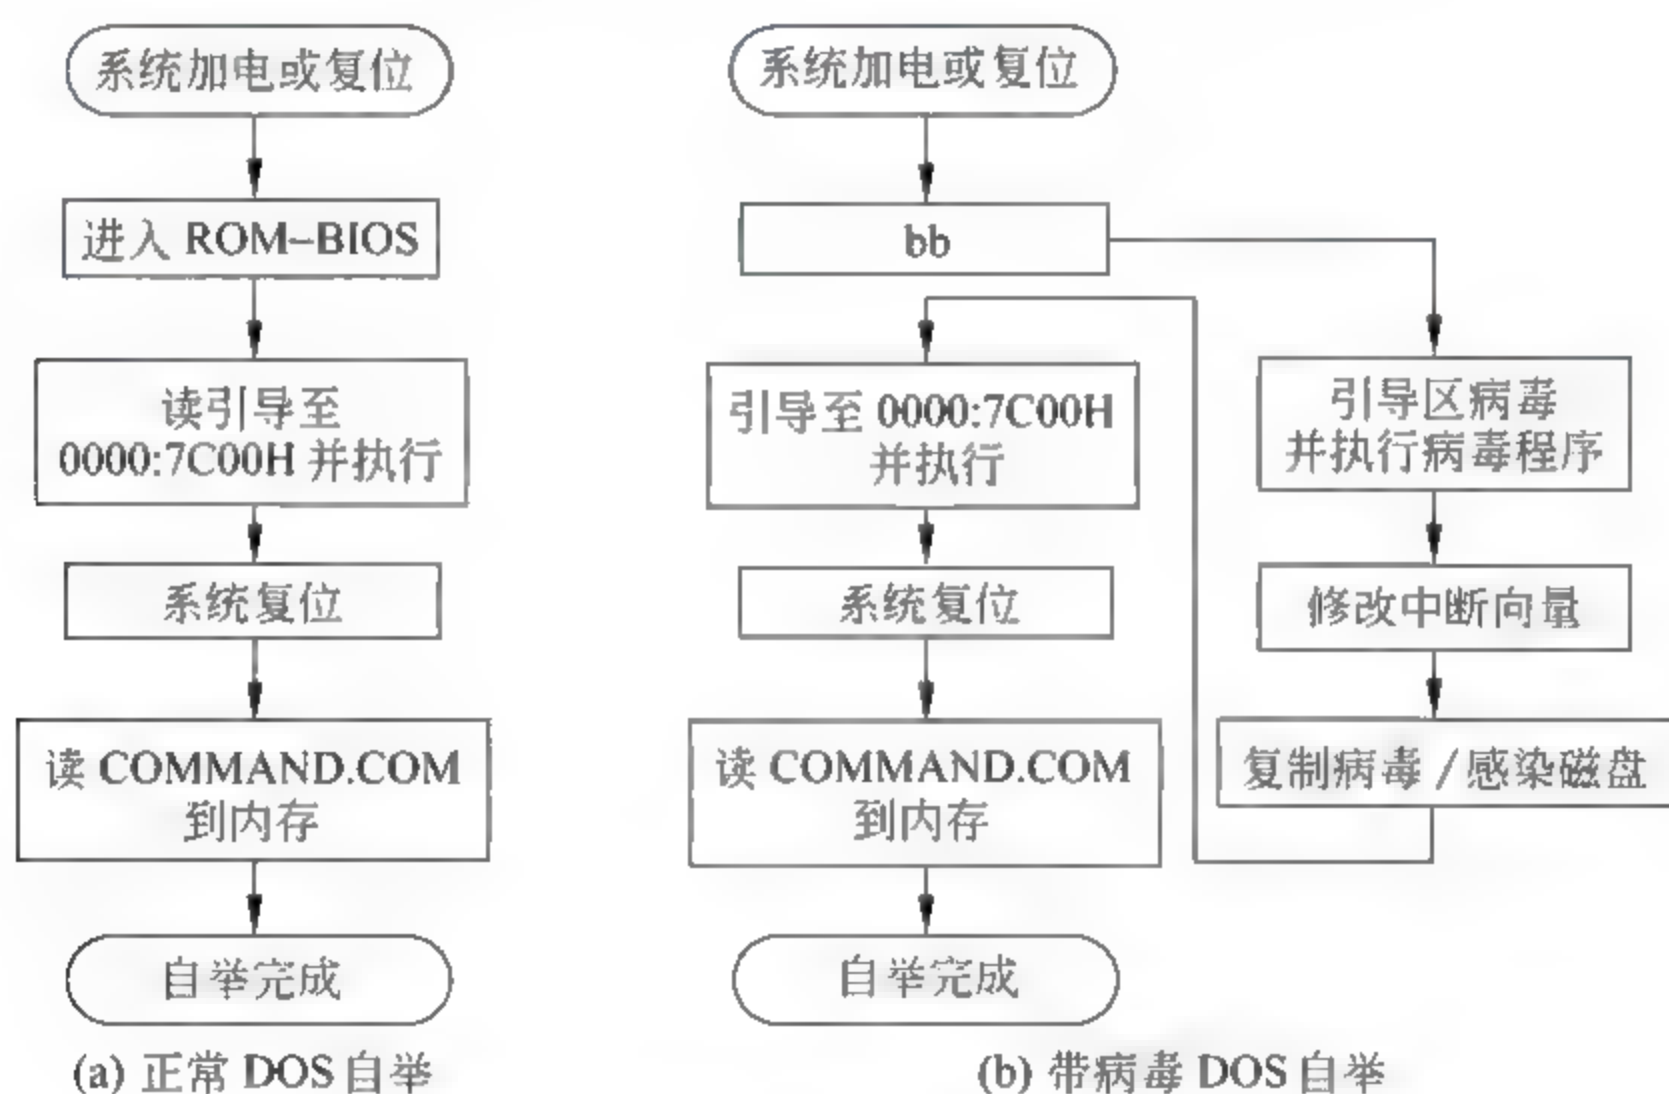 系统加电或复位
进入 ROM-BIOS
读引导至
0000:7C00H 并执行
系统复位
读 COMMAND.COM
到内存
自举完成
(a) 正常 DOS 自举
系统加电或复位
bb
引导至 0000:7C00H
并执行
系统复位
读 COMMAND.COM
到内存
自举完成
引导区病毒
并执行病毒程序
修改中断向量
复制病毒/感染磁盘
(b) 带病毒 DOS 自举